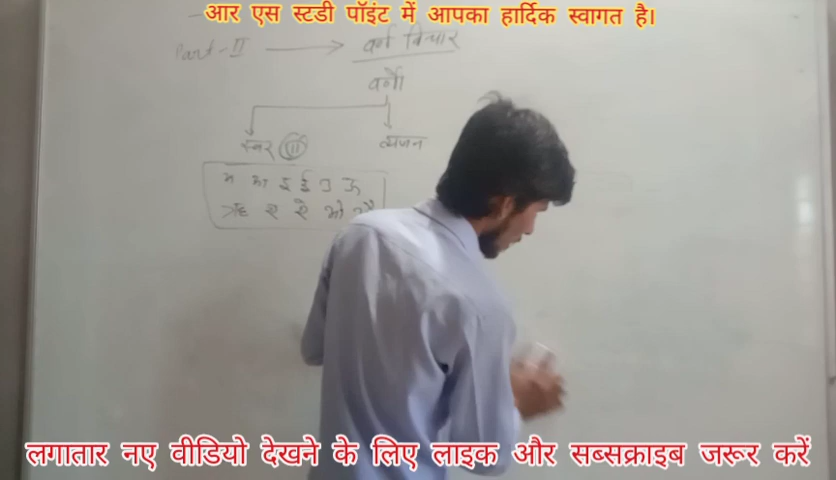 आर एस स्टडी पॉइंट में आपका हार्दिक स्वागत है।
Part-II → वर्ण विचार
वर्ण
स्वर 11 व्यंजन
अ आ इ ई उ ऊ
ऋ ए ऐ ओ औ
लगातार नए वीडियो देखने के लिए लाइक और सब्सक्राइब जरूर करें